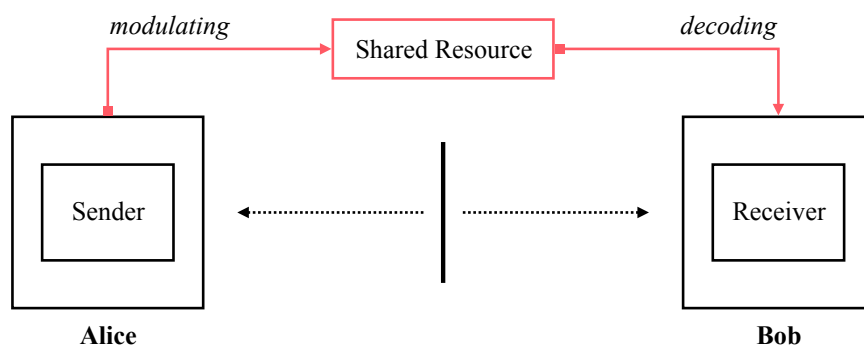 modulating
decoding
Shared Resource
Sender
Receiver
Alice
Bob